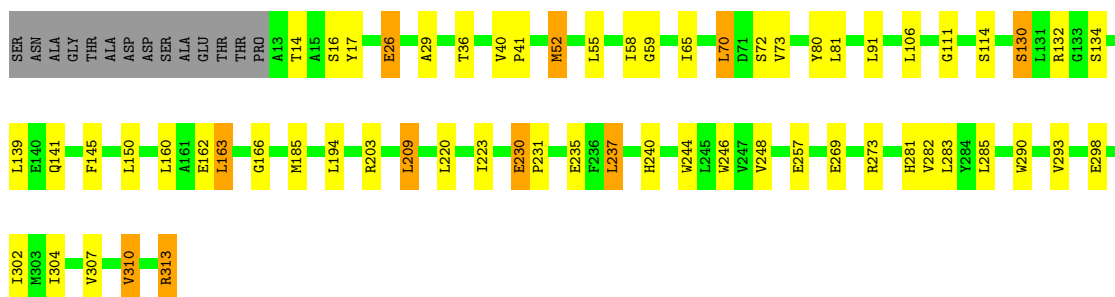 SER ASN ALA GLY THR ALA ASP ASP SER ALA GLU THR THR PRO A13 T14 A15 S16 Y17 E26 A29 T36 V40 P41 M52 L55 I58 G59 I65 L70 D71 S72 V73 Y80 L81 L91 L106 G111 S114 S130 L131 R132 G133 S134
L139 E140 Q141 F145 L150 L160 A161 E162 L163 G166 M185 L194 R203 L209 L220 I223 E230 P231 E235 F236 L237 H240 W244 L245 W246 V247 V248 E257 E269 R273 H281 V282 L283 Y284 L285 W290 V293 E298
I302 M303 I304 V307 V310 R313